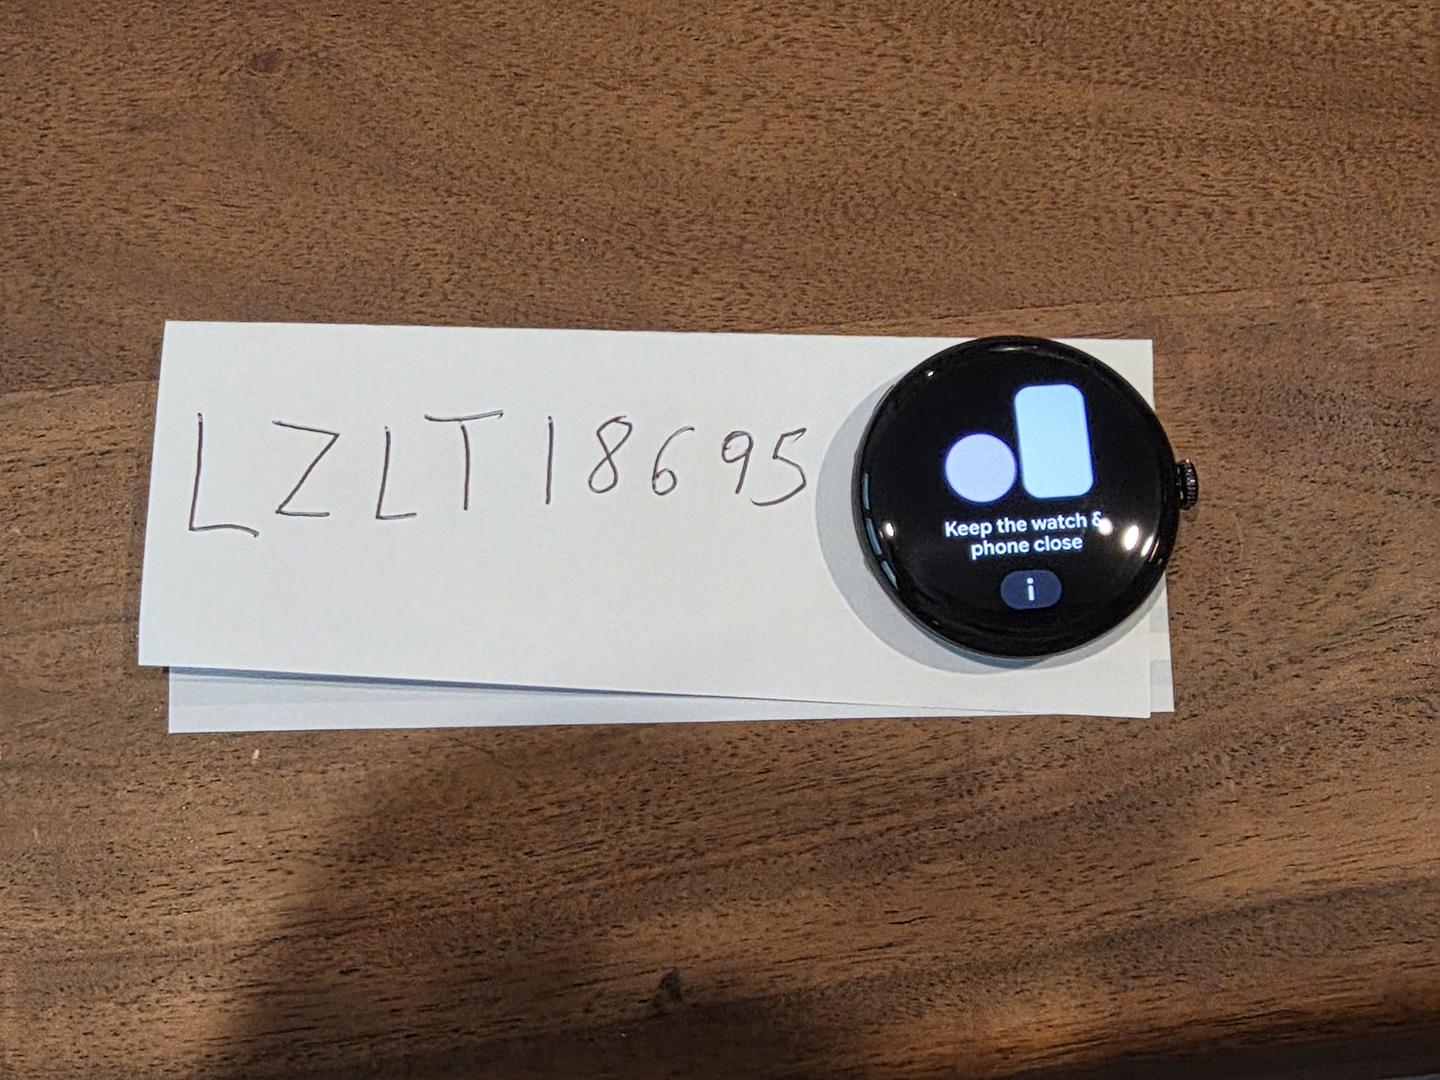 LZLT18695
Keep the watch &
phone close
i